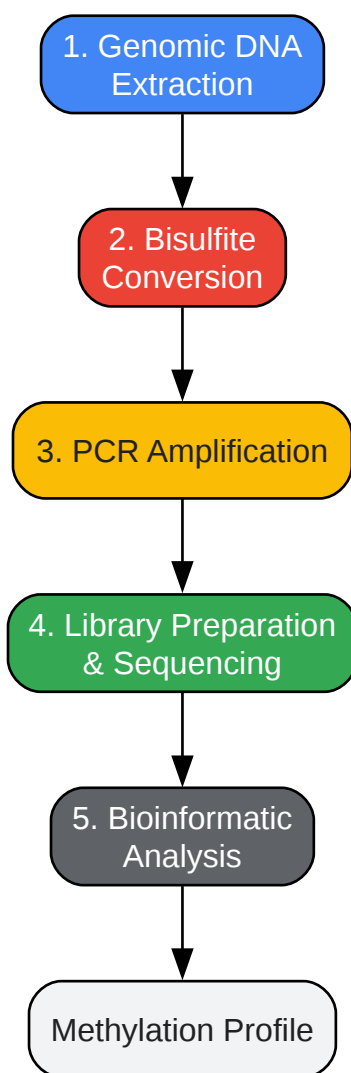 1. Genomic DNA
Extraction
2. Bisulfite
Conversion
3. PCR Amplification
4. Library Preparation
& Sequencing
5. Bioinformatic
Analysis
Methylation Profile